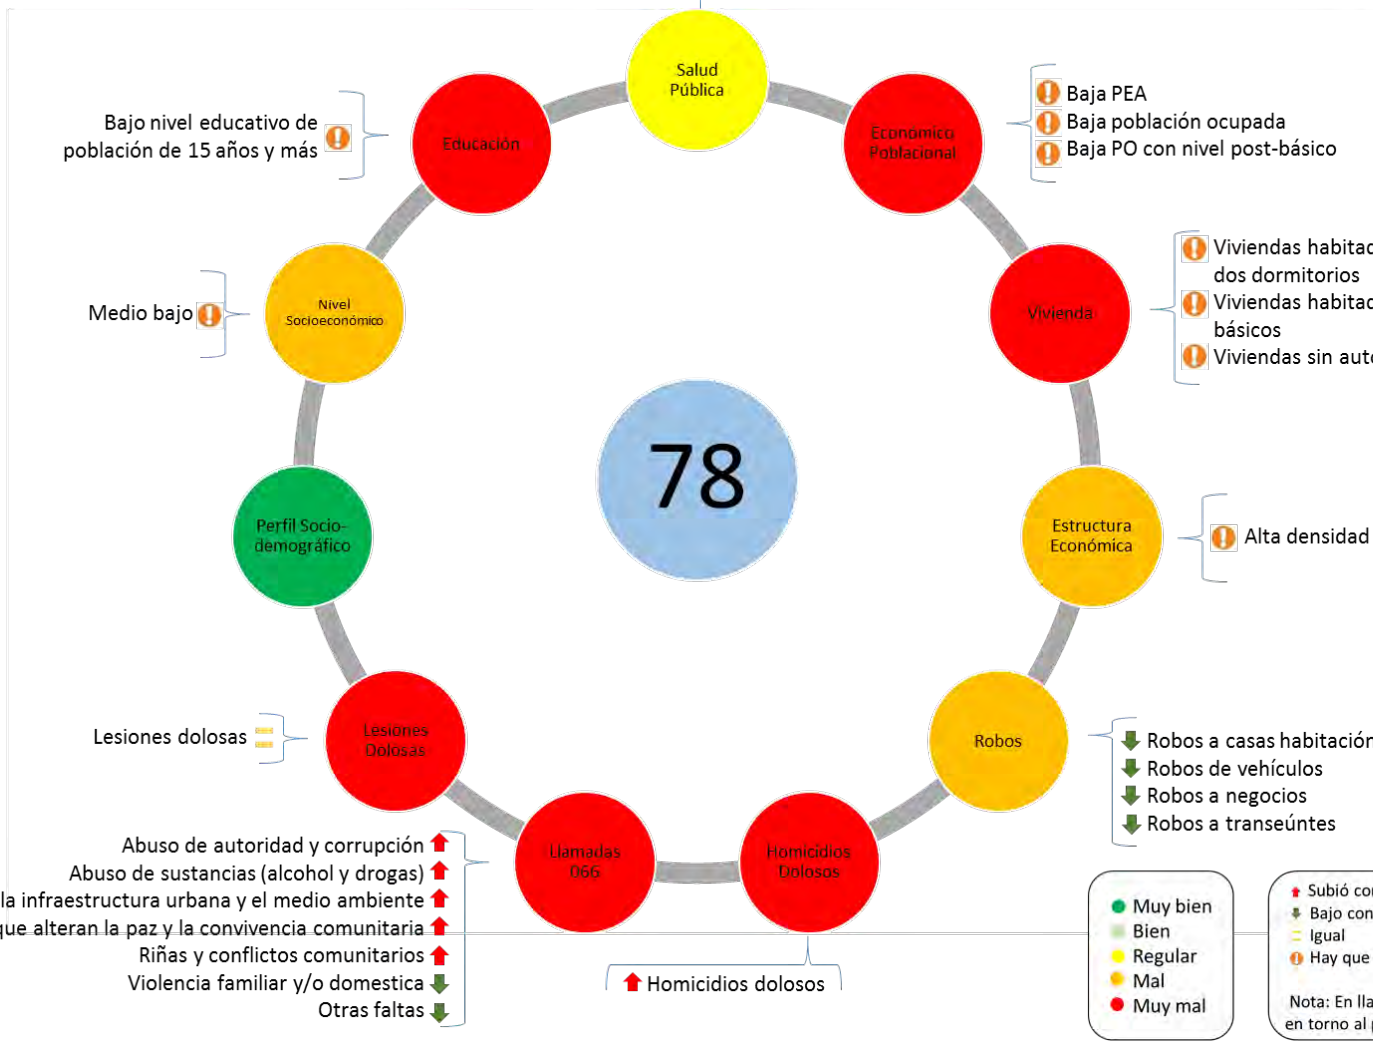 Salud
Pública
Educación
Económico
Poblacional
Bajo nivel educativo de
población de 15 años y más
Baja PEA
Baja población ocupada
Baja PO con nivel post-básico
Nivel
Socioeconómico
Medio bajo
Vivienda
Viviendas
dos dormitorios
Viviendas
básicos
Viviendas sin
78
Perfil Socio-
demográfico
Estructura
Económica
Alta densidad
Lesiones
Dolosas
Lesiones dolosas
Robos
Robos a casas habitación
Robos de vehículos
Robos a negocios
Robos a transeúntes
Llamadas
066
Abuso de autoridad y corrupción
Abuso de sustancias (alcohol y drogas)
la infraestructura urbana y el medio ambiente
que alteran la paz y la convivencia comunitaria
Riñas y conflictos comunitarios
Violencia familiar y/o domestica
Otras faltas
Homicidios
Dolosos
Homicidios dolosos
Muy bien
Bien
Regular
Mal
Muy mal
Subió
Bajo con
Igual
Hay que
Nota: En
en torno al